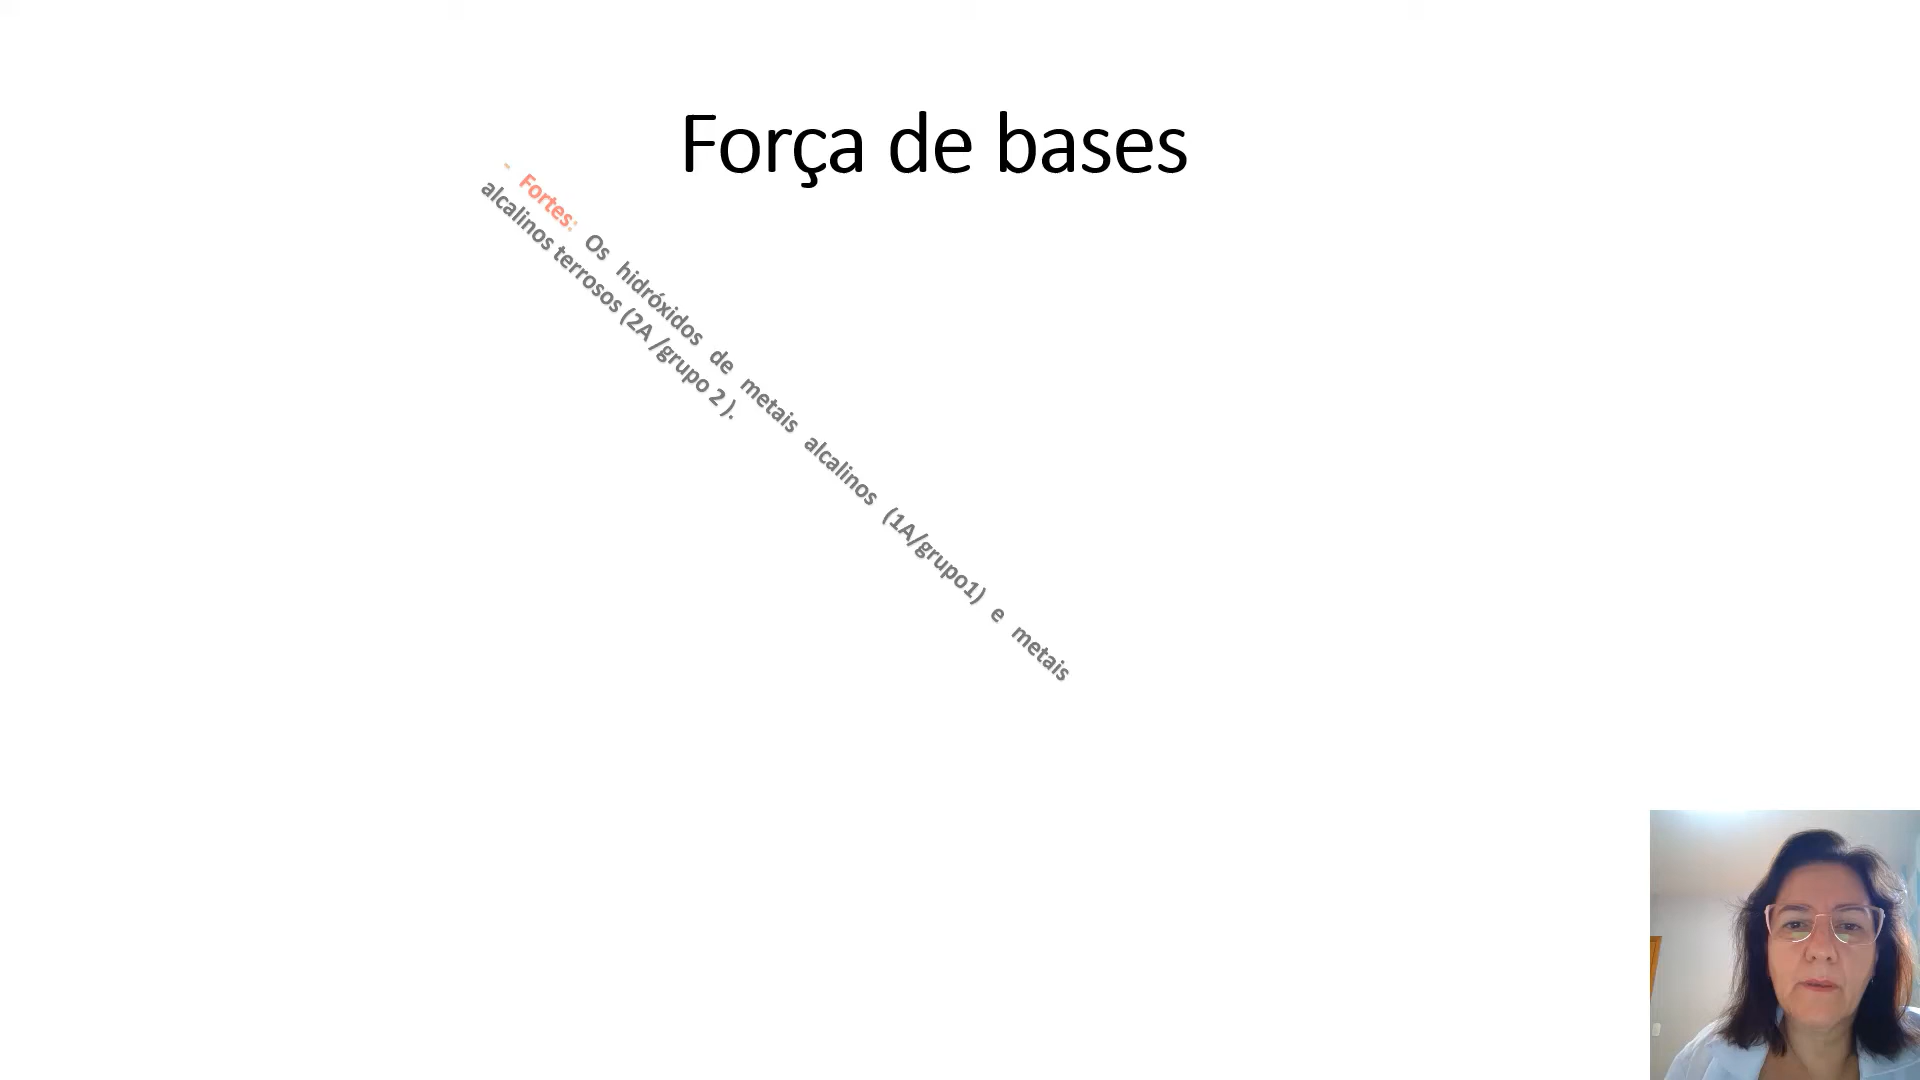 Força de bases
- Fortes: Os hidróxidos de metais alcalinos (1A/grupo1) e metais
alcalinos terrosos (2A /grupo 2 ).